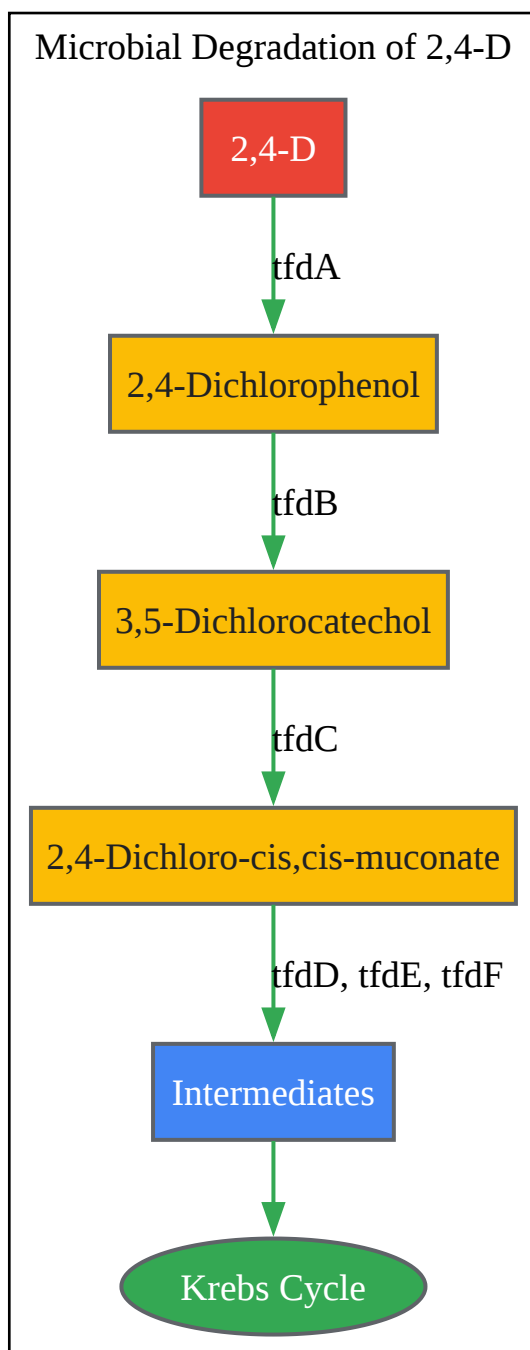 Microbial Degradation of 2,4-D
2,4-D
tfdA
2,4-Dichlorophenol
tfdB
3,5-Dichlorocatechol
tfdC
2,4-Dichloro-cis,cis-muconate
tfdD, tfdE, tfdF
Intermediates
Krebs Cycle